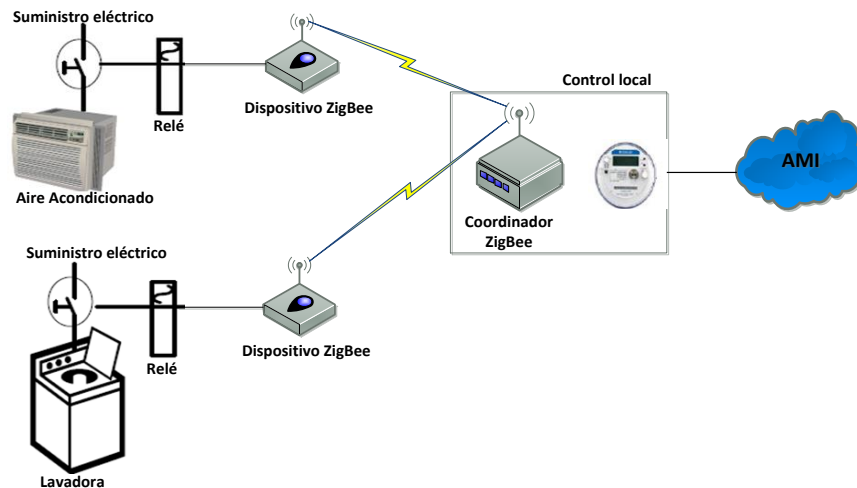 Suministro eléctrico
Control local
Dispositivo ZigBee
Relé
AMI
Aire Acondicionado
Coordinador
ZigBee
Suministro eléctrico
Dispositivo ZigBee
Relé
Lavadora